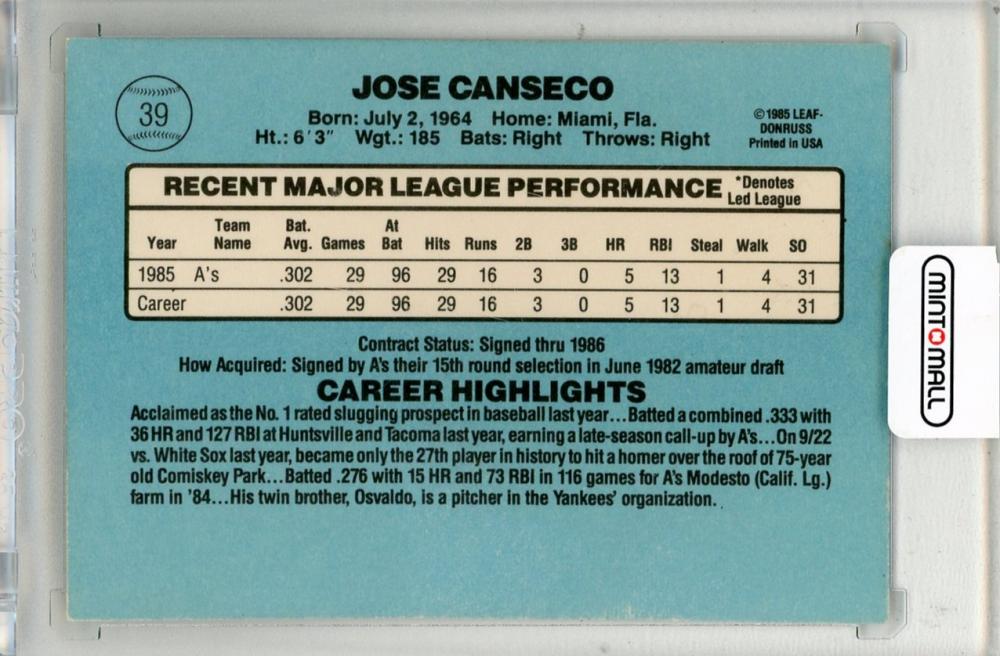 39
JOSE CANSECO
Born: July 2, 1964 Home: Miami, Fla.
Ht.: 6'3" Wgt.: 185 Bats: Right Throws: Right
©1985 LEAF-
DONRUSS
Printed in USA
RECENT MAJOR LEAGUE PERFORMANCE
*Denotes
Led League
Year Team Name Bat. Avg. Games At Bat Hits Runs 2B 3B HR RBI Steal Walk SO
1985 A's .302 29 96 29 16 3 0 5 13 1 4 31
Career .302 29 96 29 16 3 0 5 13 1 4 31
Contract Status: Signed thru 1986
How Acquired: Signed by A's their 15th round selection in June 1982 amateur draft
CAREER HIGHLIGHTS
Acclaimed as the No. 1 rated slugging prospect in baseball last year...Batted a combined .333 with
36 HR and 127 RBI at Huntsville and Tacoma last year, earning a late-season call-up by A's...On 9/22
vs. White Sox last year, became only the 27th player in history to hit a homer over the roof of 75-year
old Comiskey Park...Batted .276 with 15 HR and 73 RBI in 116 games for A's Modesto (Calif. Lg.)
farm in '84...His twin brother, Osvaldo, is a pitcher in the Yankees' organization.
MINT MALL